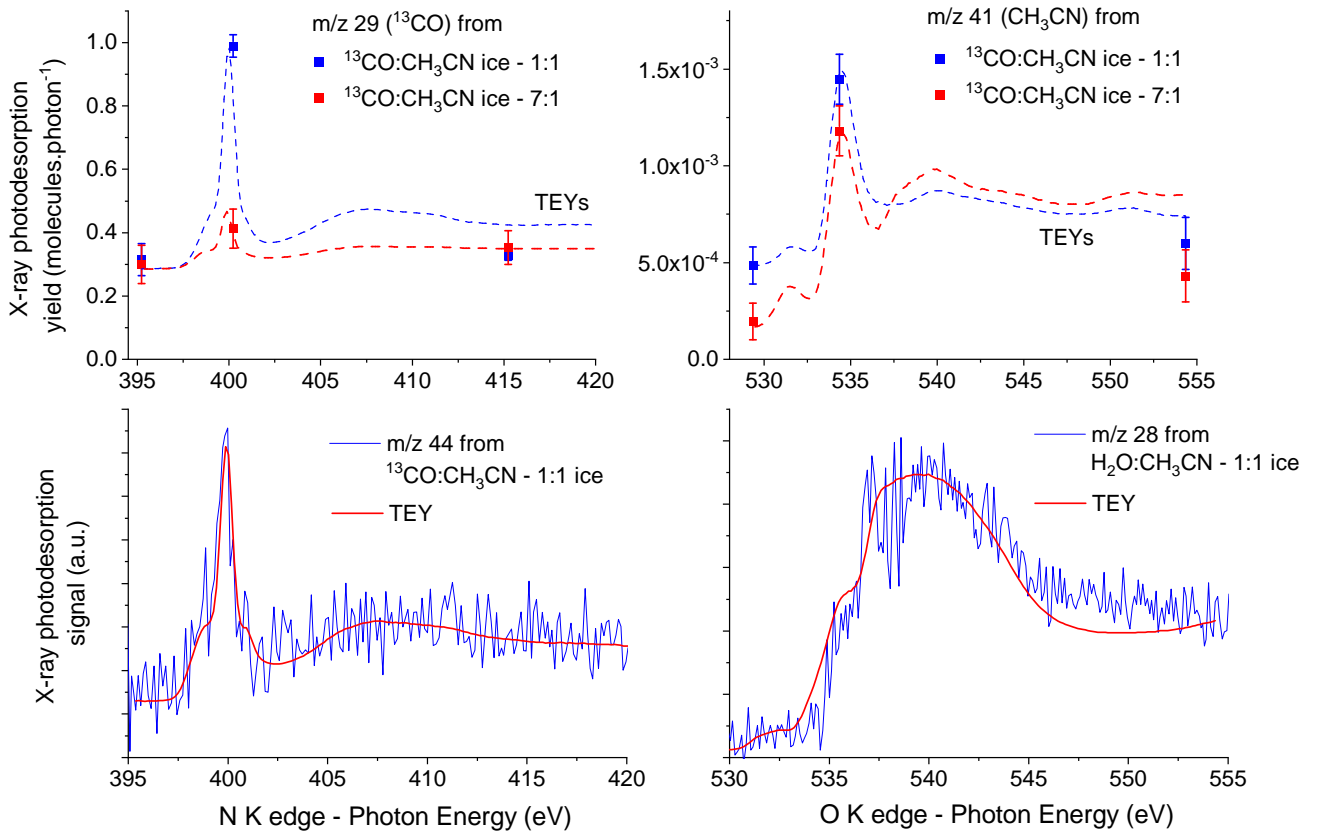 X-ray photodesorption
yield (molecules.photon⁻¹)
1.0
0.8
0.6
0.4
0.2
0.0
m/z 29 (¹³CO) from
¹³CO:CH₃CN ice - 1:1
¹³CO:CH₃CN ice - 7:1
TEYs
395 400 405 410 415 420
1.5x10⁻³
1.0x10⁻³
5.0x10⁻⁴
0.0
m/z 41 (CH₃CN) from
¹³CO:CH₃CN ice - 1:1
¹³CO:CH₃CN ice - 7:1
TEYs
530 535 540 545 550 555
X-ray photodesorption
signal (a.u.)
m/z 44 from
¹³CO:CH₃CN - 1:1 ice
TEY
395 400 405 410 415 420
N K edge - Photon Energy (eV)
m/z 28 from
H₂O:CH₃CN - 1:1 ice
TEY
530 535 540 545 550 555
O K edge - Photon Energy (eV)